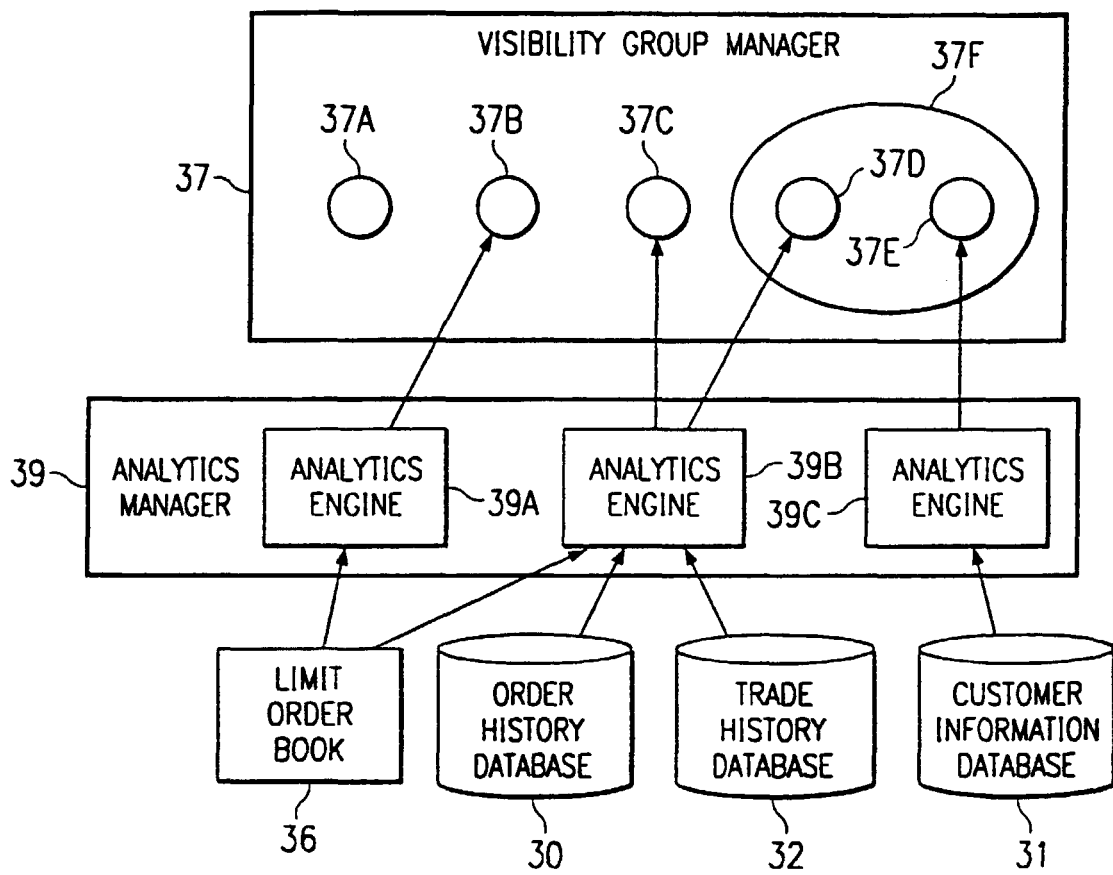 VISIBILITY GROUP MANAGER
37F
37A
37B
37C
37D
37
37E
39
ANALYTICS
MANAGER
ANALYTICS
ENGINE
39A
ANALYTICS
ENGINE
39B
39C
ANALYTICS
ENGINE
LIMIT
ORDER
BOOK
ORDER
HISTORY
DATABASE
TRADE
HISTORY
DATABASE
CUSTOMER
INFORMATION
DATABASE
36
30
32
31